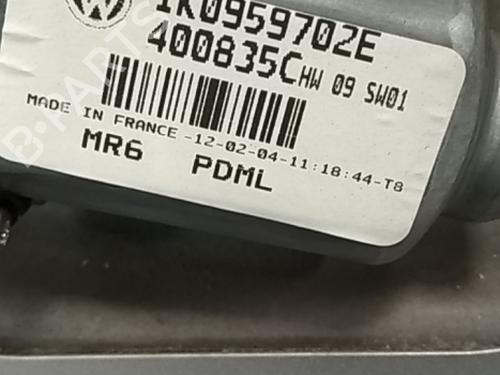 1K0959702E
400835C HW 09 SW01
MADE IN FRANCE -12-02-04-11:18:44-T8
MR6 PDML